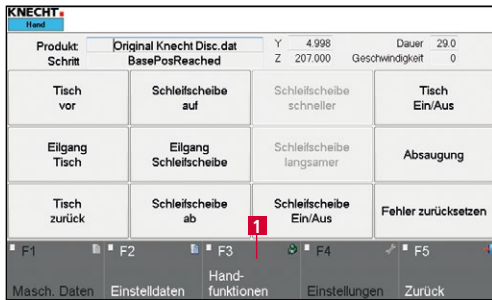 KNECHT
Hand
Produkt: Original Knecht Disc.dat Y 4.998 Dauer 29.0
Schritt BasePosReached Z 207.000 Geschwindigkeit 0
Tisch vor
Schleifscheibe auf
Schleifscheibe schneller
Tisch Ein/Aus
Eilgang Tisch
Eilgang Schleifscheibe
Schleifscheibe langsamer
Absaugung
Tisch zurück
Schleifscheibe ab
Schleifscheibe Ein/Aus
Fehler zurücksetzen
1
F1 F2 F3 F4 F5
Masch. Daten Einstelldaten Hand-
funktionen Einstellungen Zurück